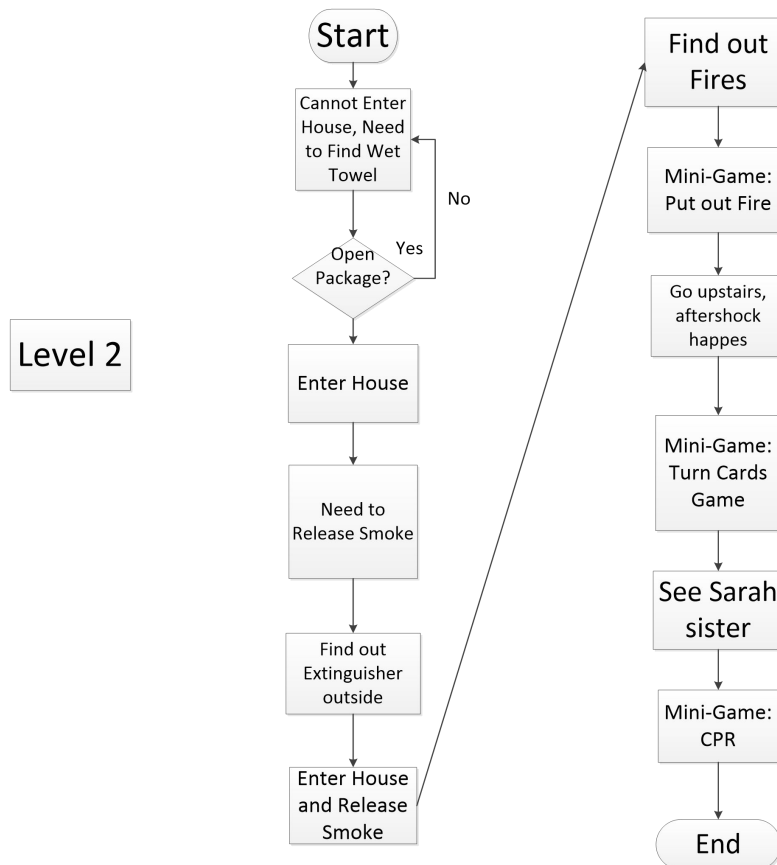 Level 2
Start
Cannot Enter
House, Need
to Find Wet
Towel
No
Yes
Open
Package?
Enter House
Need to
Release Smoke
Find out
Extinguisher
outside
Enter House
and Release
Smoke
Find out
Fires
Mini-Game:
Put out Fire
Go upstairs,
aftershock
happes
Mini-Game:
Turn Cards
Game
See Sarah
sister
Mini-Game:
CPR
End